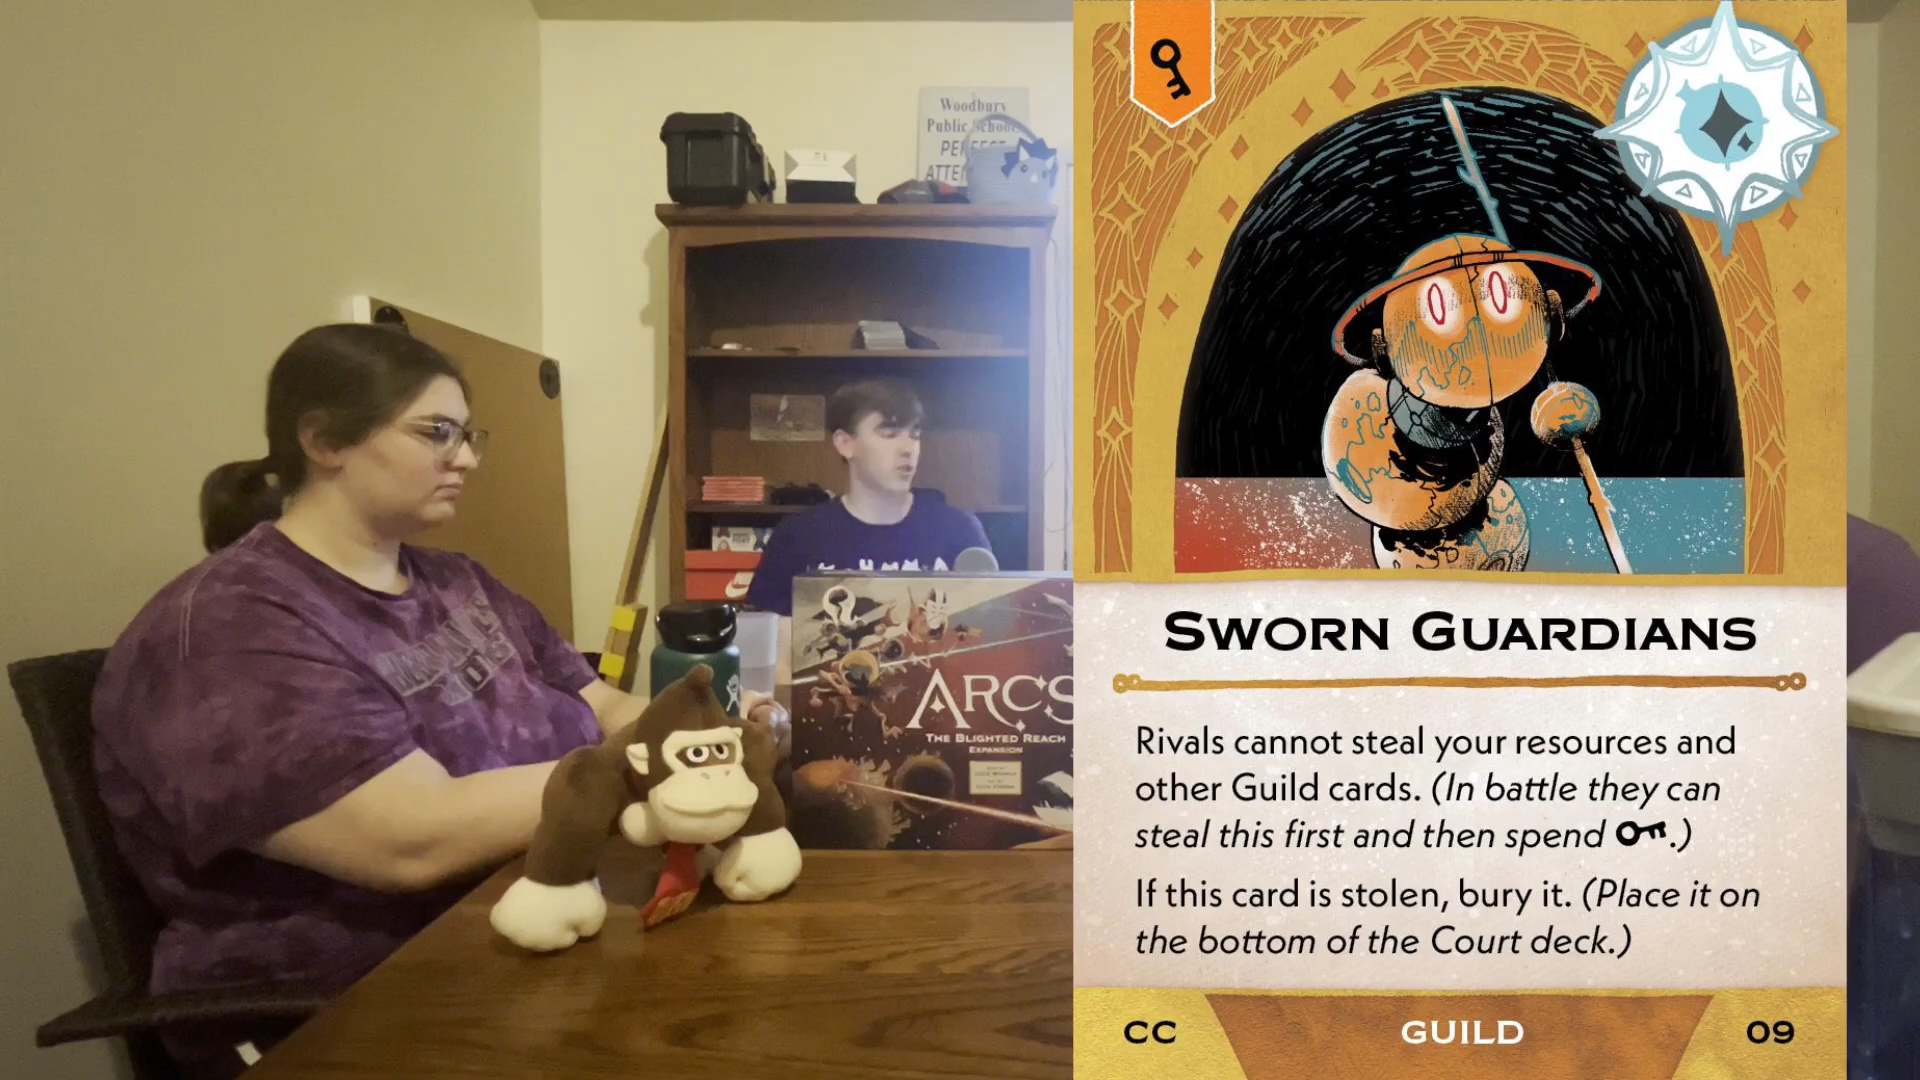 Woodbury
Public School
PERFECT
ARCS
THE BLIGHTED REACH
EXPANSION
SWORN GUARDIANS
Rivals cannot steal your resources and
other Guild cards. (In battle they can
steal this first and then spend .)
If this card is stolen, bury it. (Place it on
the bottom of the Court deck.)
CC
GUILD
09